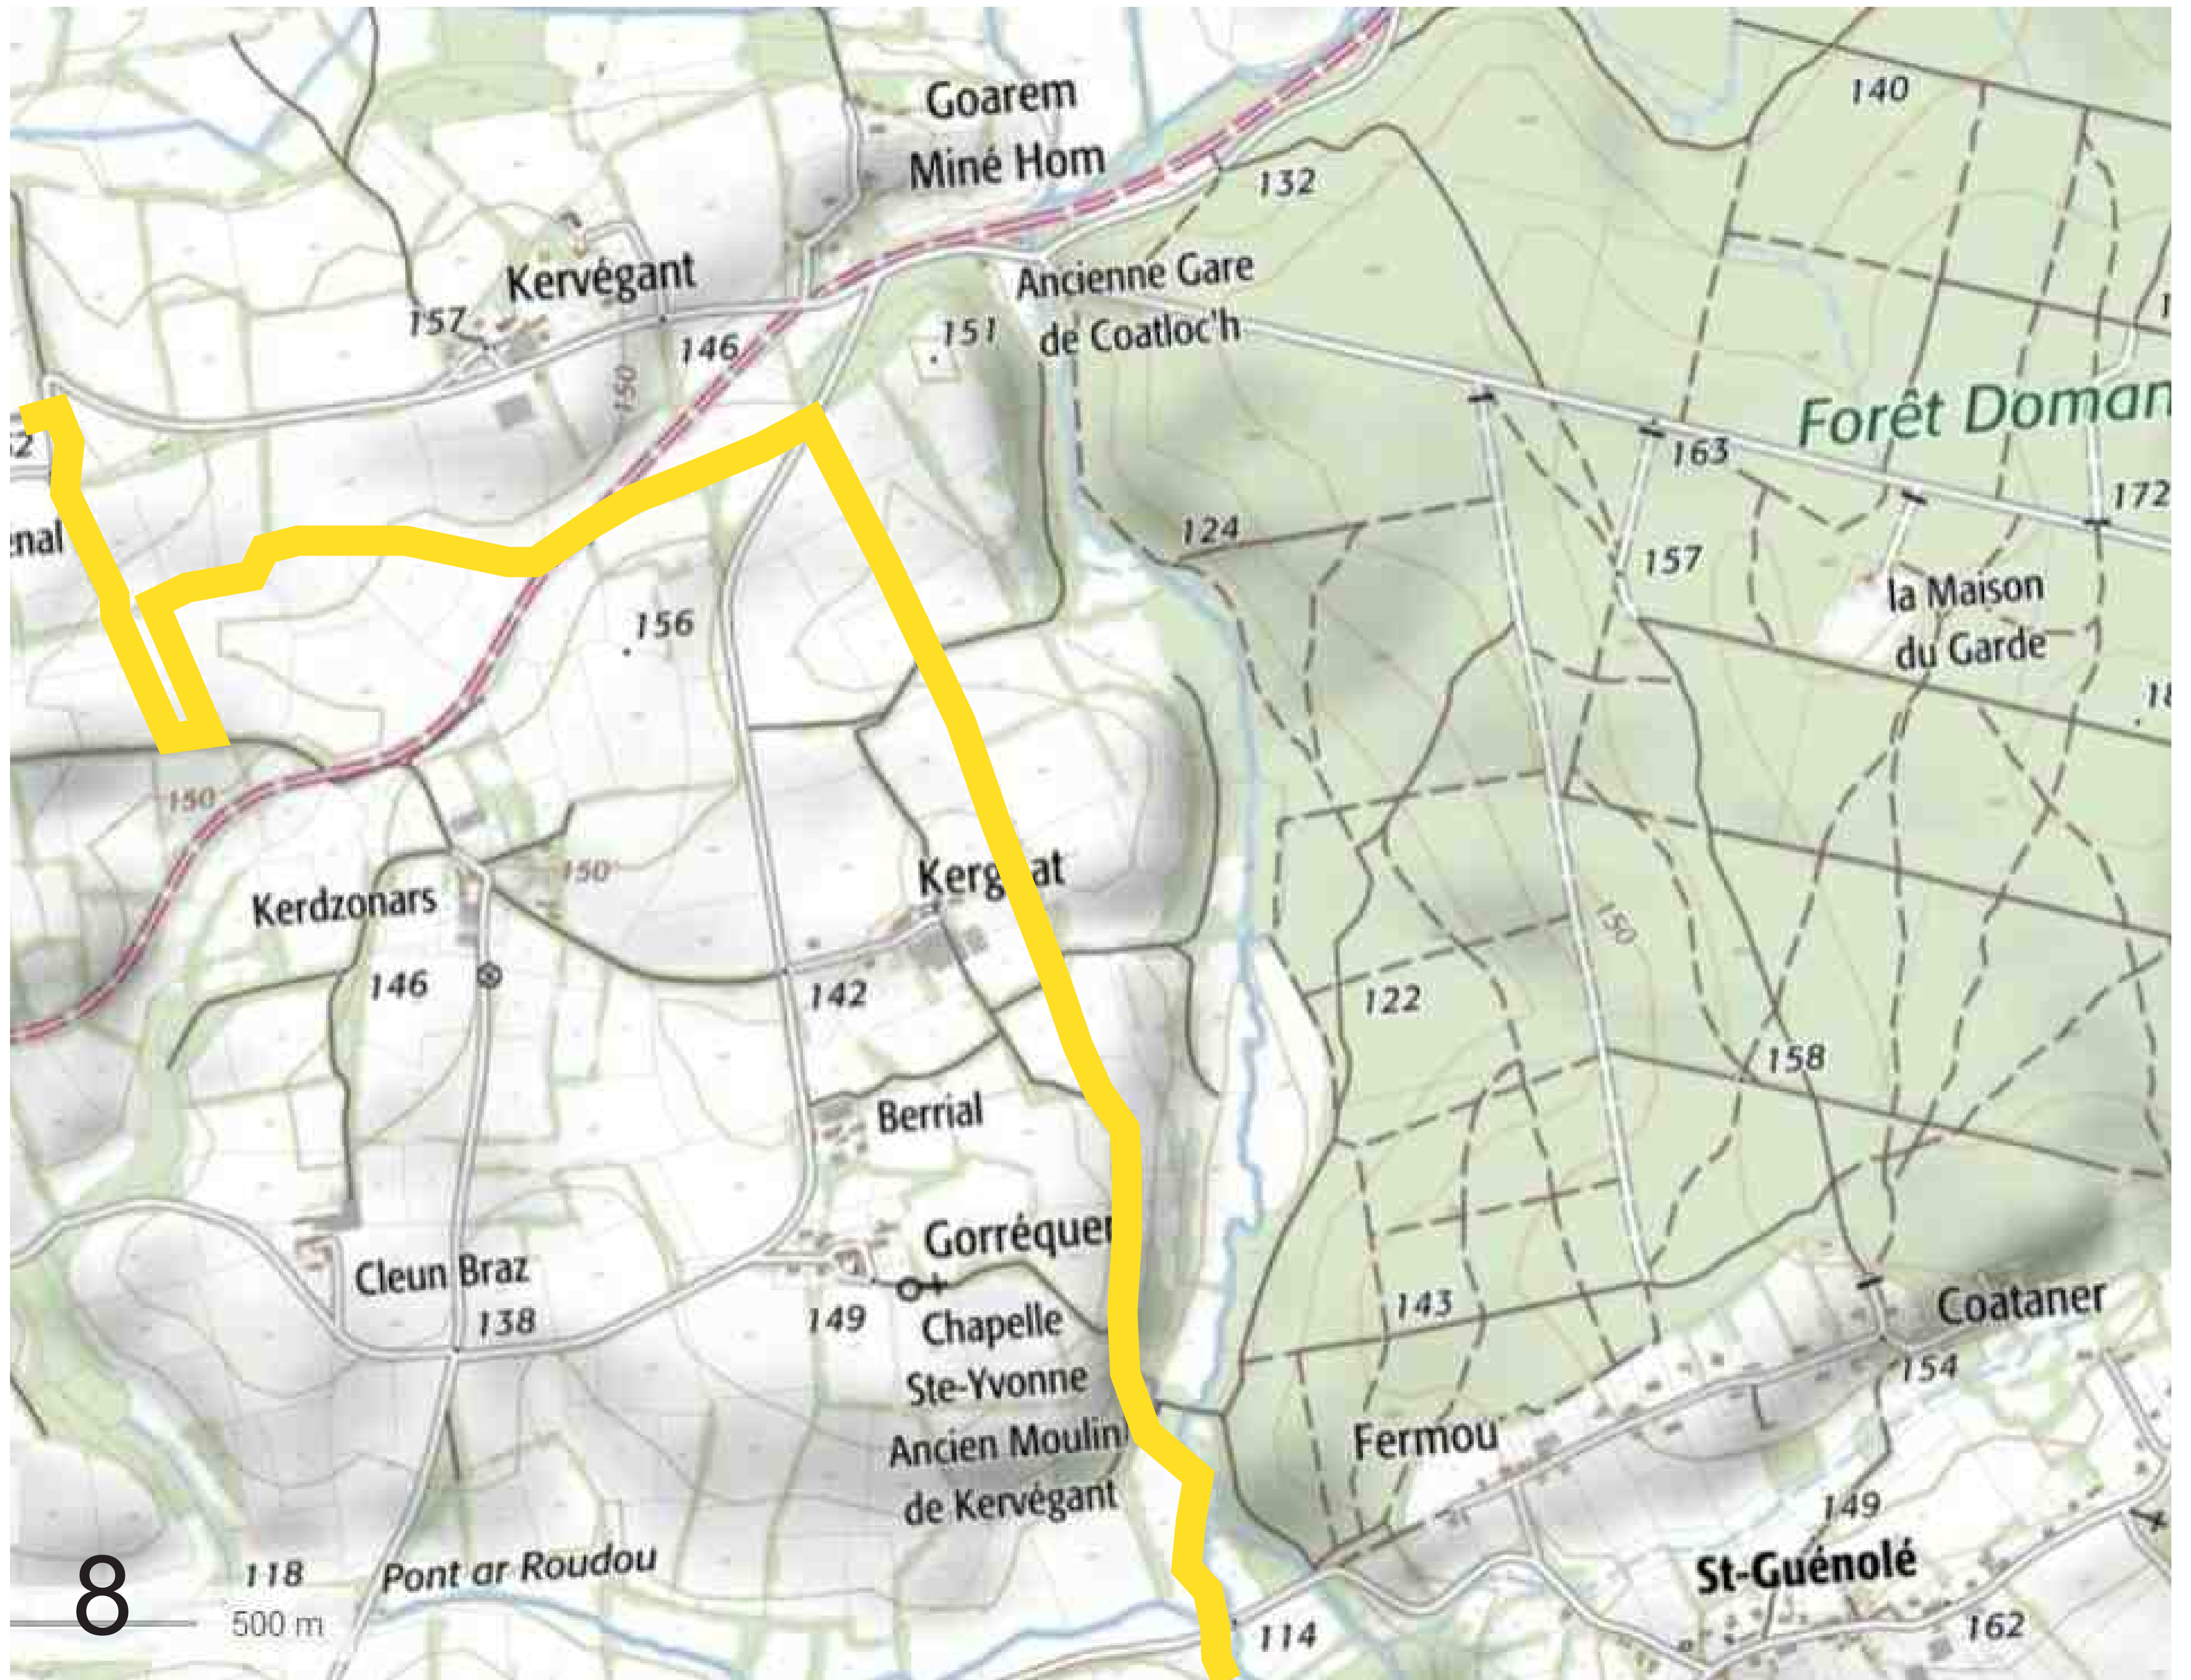 140
Goarem
Miné Hom
132
Kervégant
Ancienne Gare
de Coatloc'h
157
151
146
150
Forêt Doman
163
172
124
157
la Maison
du Garde
156
150
150
Kerdzonars
146
142
122
150
158
Berrial
Gorréquer
Cleun Braz
138
149
Chapelle
Ste-Yvonne
Ancien Moulin
de Kervégant
143
Coataner
154
Fermou
149
St-Guénolé
162
118
Pont ar Roudou
114
8
500 m